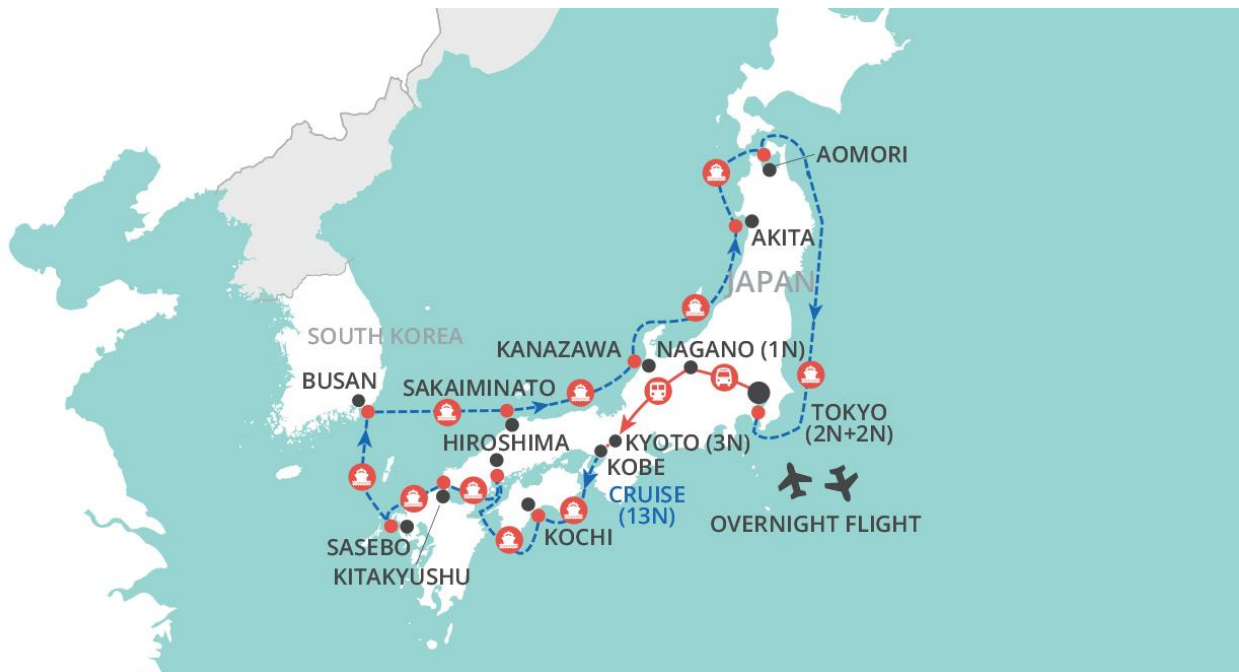 AOMORI
AKITA
JAPAN
SOUTH KOREA
KANAZAWA
NAGANO (1N)
BUSAN
SAKAIMINATO
TOKYO
(2N+2N)
HIROSHIMA
KYOTO (3N)
KOBE
CRUISE
(13N)
OVERNIGHT FLIGHT
KOCHI
SASEBO
KITAKYUSHU